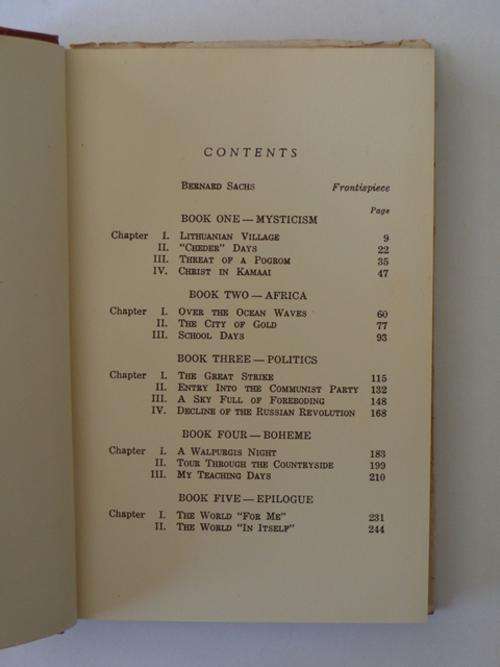 CONTENTS
BERNARD SACHS Frontispiece
Page
BOOK ONE — MYSTICISM
Chapter I. LITHUANIAN VILLAGE 9
II. "CHEDER" DAYS 22
III. THREAT OF A POGROM 35
IV. CHRIST IN KAMAAI 47
BOOK TWO — AFRICA
Chapter I. OVER THE OCEAN WAVES 60
II. THE CITY OF GOLD 77
III. SCHOOL DAYS 93
BOOK THREE — POLITICS
Chapter I. THE GREAT STRIKE 115
II. ENTRY INTO THE COMMUNIST PARTY 132
III. A SKY FULL OF FOREBODING 148
IV. DECLINE OF THE RUSSIAN REVOLUTION 168
BOOK FOUR — BOHEME
Chapter I. A WALPURGIS NIGHT 183
II. TOUR THROUGH THE COUNTRYSIDE 199
III. MY TEACHING DAYS 210
BOOK FIVE — EPILOGUE
Chapter I. THE WORLD "FOR ME" 231
II. THE WORLD "IN ITSELF" 244